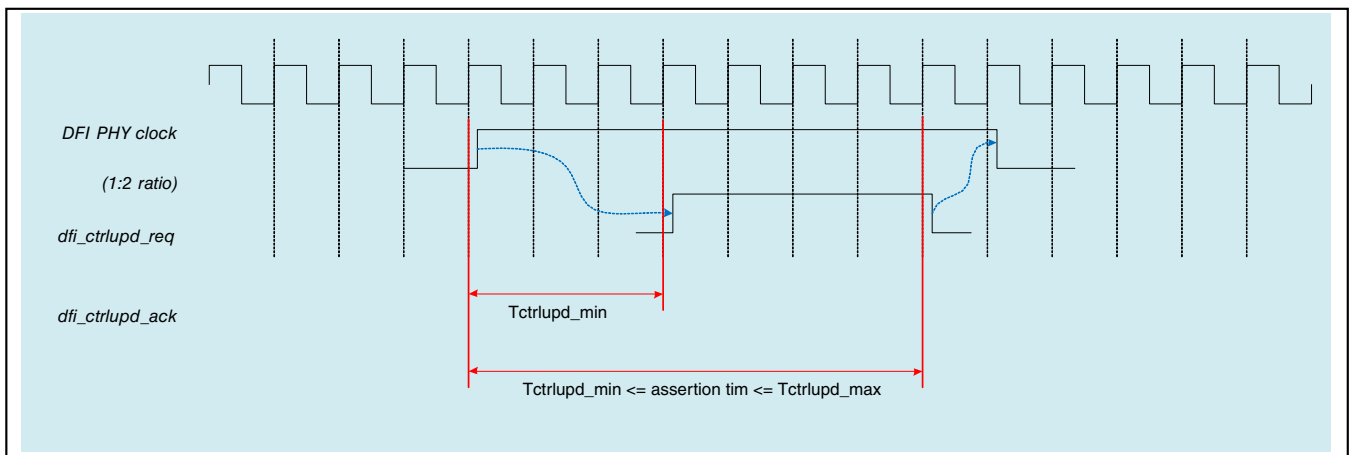 DFI PHY clock
(1:2 ratio)
dfi_ctrlupd_req
dfi_ctrlupd_ack
Tctrlupd_min
Tctrlupd_min <= assertion tim <= Tctrlupd_max